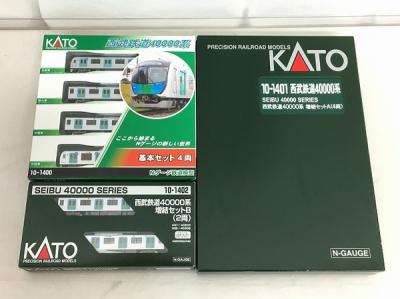 KATO
西武鉄道40000系
ここから始まる
Nゲージの新しい世界
基本セット4両
10-1400
Nゲージ鉄道模型
SEIBU 40000 SERIES
10-1402
西武鉄道40000系
増結セットB
(2両)
KATO
PRECISION RAILROAD MODELS
N-GAUGE
PRECISION RAILROAD MODELS
KATO
10-1401 西武鉄道40000系
SEIBU 40000 SERIES
西武鉄道40000系 増結セットA(4両)
N-GAUGE